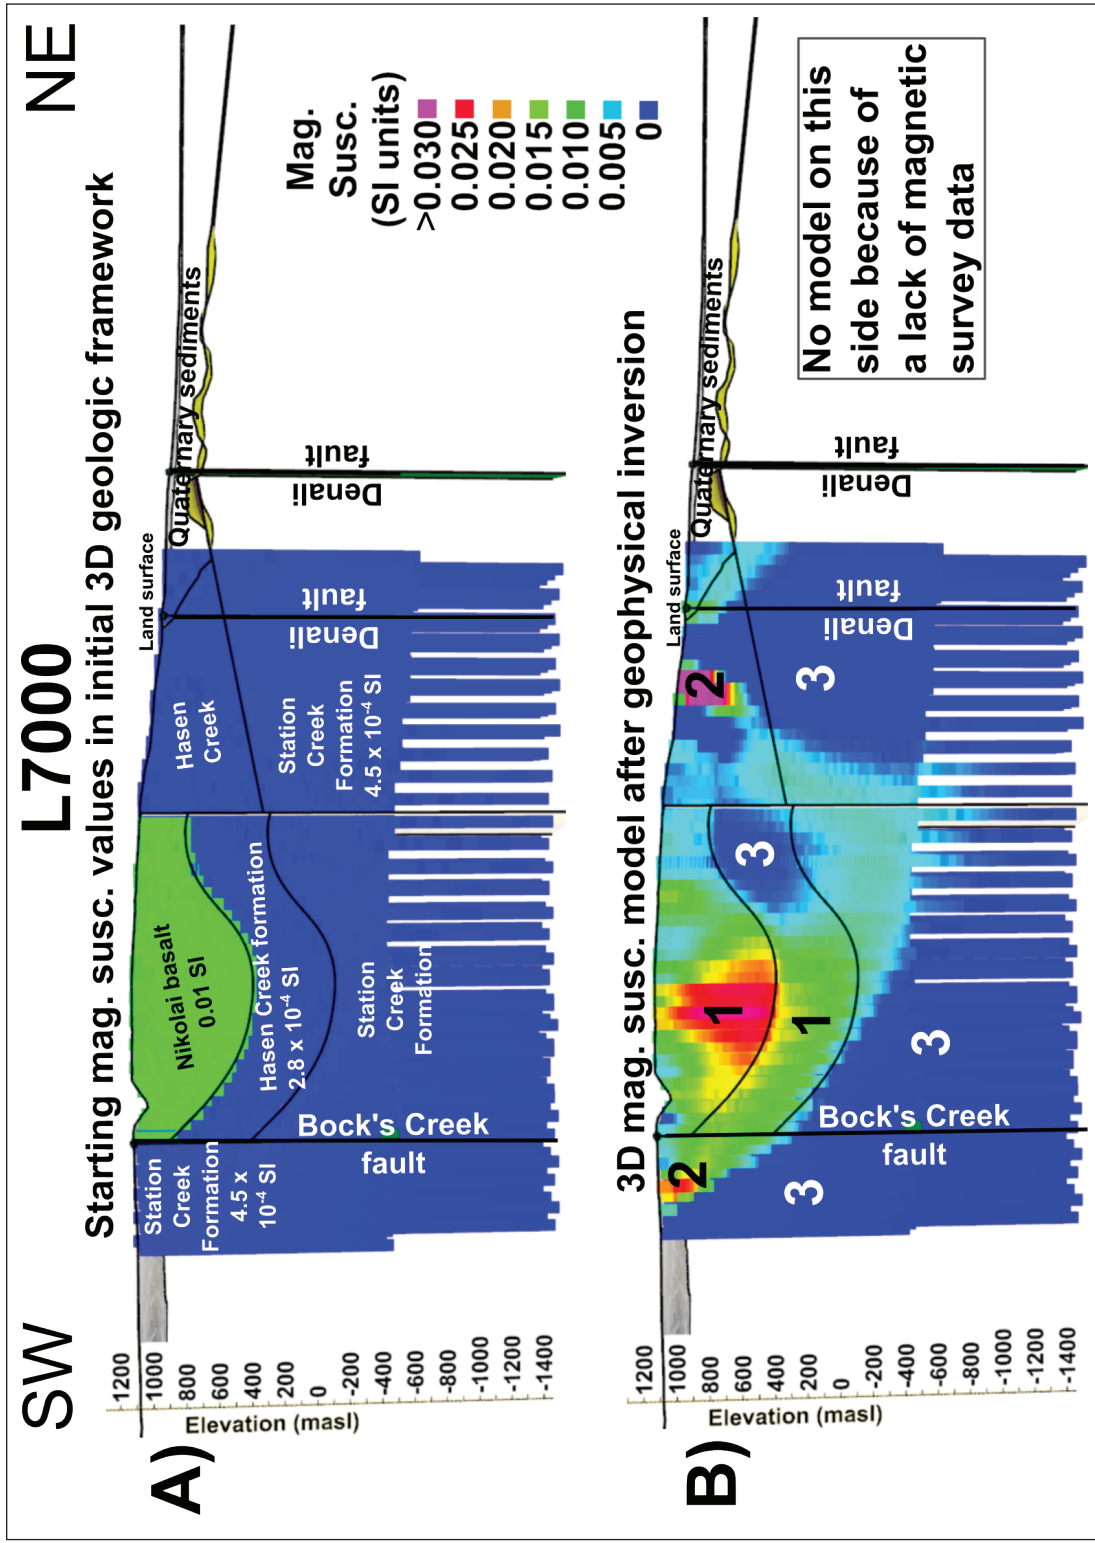 SW
L7000
NE
A)
Starting mag. susc. values in initial 3D geologic framework
1200
1000
800
600
400
200
0
-200
-400
-600
-800
-1000
-1200
-1400
Elevation (masl)
Station
Creek
Formation
4.5 x
10⁻⁴ SI
Nikolai basalt
0.01 SI
Hasen Creek formation
2.8 x 10⁻⁴ SI
Station
Creek
Formation
Bock's Creek
fault
Hasen
Creek
Station
Creek
Formation
4.5 x 10⁻⁴ SI
Land surface
Denali
fault
Quaternary sediments
Denali
fault
Mag.
Susc.
(SI units)
>0.030
0.025
0.020
0.015
0.010
0.005
0
B)
3D mag. susc. model after geophysical inversion
1200
1000
800
600
400
200
0
-200
-400
-600
-800
-1000
-1200
-1400
Elevation (masl)
2
3
Bock's Creek
fault
1
1
3
3
2
3
Land surface
Denali
fault
Quaternary sediments
Denali
fault
No model on this
side because of
a lack of magnetic
survey data